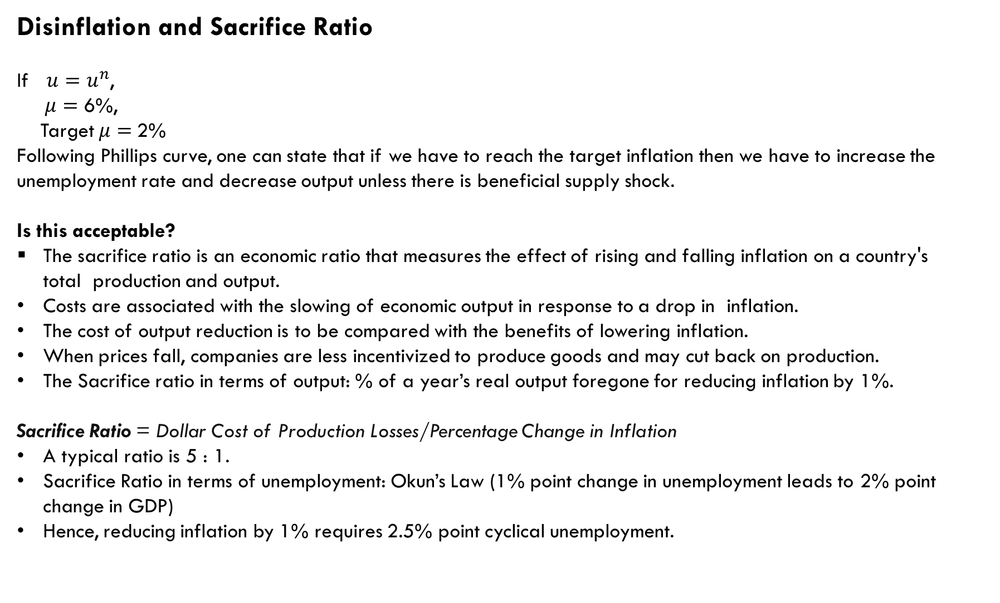 Disinflation and Sacrifice Ratio
If u = uⁿ,
μ = 6%,
Target μ = 2%
Following Phillips curve, one can state that if we have to reach the target inflation then we have to increase the
unemployment rate and decrease output unless there is beneficial supply shock.
Is this acceptable?
▪ The sacrifice ratio is an economic ratio that measures the effect of rising and falling inflation on a country's
total production and output.
• Costs are associated with the slowing of economic output in response to a drop in inflation.
• The cost of output reduction is to be compared with the benefits of lowering inflation.
• When prices fall, companies are less incentivized to produce goods and may cut back on production.
• The Sacrifice ratio in terms of output: % of a year’s real output foregone for reducing inflation by 1%.
Sacrifice Ratio = Dollar Cost of Production Losses/Percentage Change in Inflation
• A typical ratio is 5 : 1.
• Sacrifice Ratio in terms of unemployment: Okun’s Law (1% point change in unemployment leads to 2% point
change in GDP)
• Hence, reducing inflation by 1% requires 2.5% point cyclical unemployment.